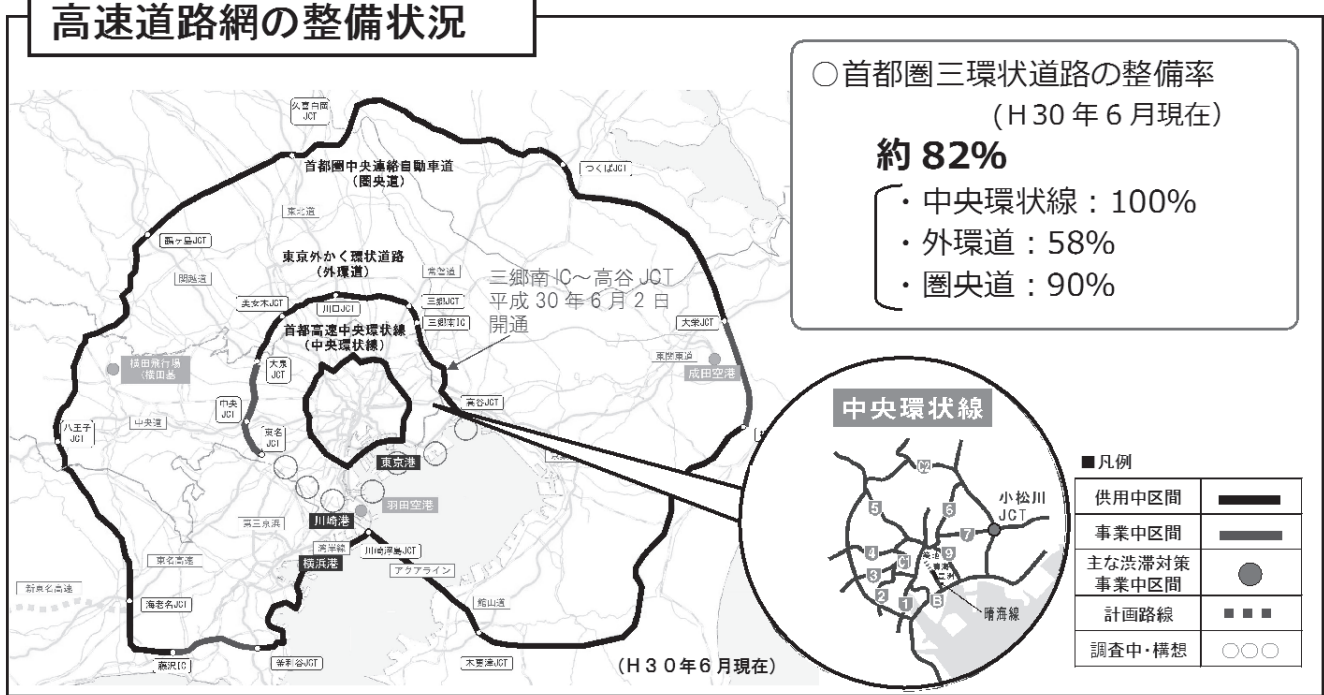 高速道路網の整備状況
○首都圏三環状道路の整備率
(H30年6月現在)
約82%
・中央環状線：100%
・外環道：58%
・圏央道：90%
久喜白岡
JCT
首都圏中央連絡自動車道
(圏央道)
つくばJCT
東北道
鶴ヶ島JCT
東京外かく環状道路
(外環道)
関越道
常磐道
三郷南IC～高谷JCT
平成30年6月2日
開通
美女木JCT
川口JCT
三郷JCT
三郷南IC
首都高速中央環状線
(中央環状線)
大栄JCT
東関東道
成田空港
横田飛行場
大泉
JCT
中央
JCT
高谷JCT
中央道
八王子
JCT
東名
JCT
東京港
羽田空港
川崎港
第三京浜
湾岸線
横浜港
川崎浮島JCT
東名高速
アクアライン
新東名高速
海老名JCT
館山道
藤沢IC
釜利谷JCT
木更津JCT
(H30年6月現在)
中央環状線
C2
小松川
JCT
5
6
7
4
9
C1
3
2
1
B
晴海線
■凡例
供用中区間
事業中区間
主な渋滞対策
事業中区間
計画路線
調査中・構想